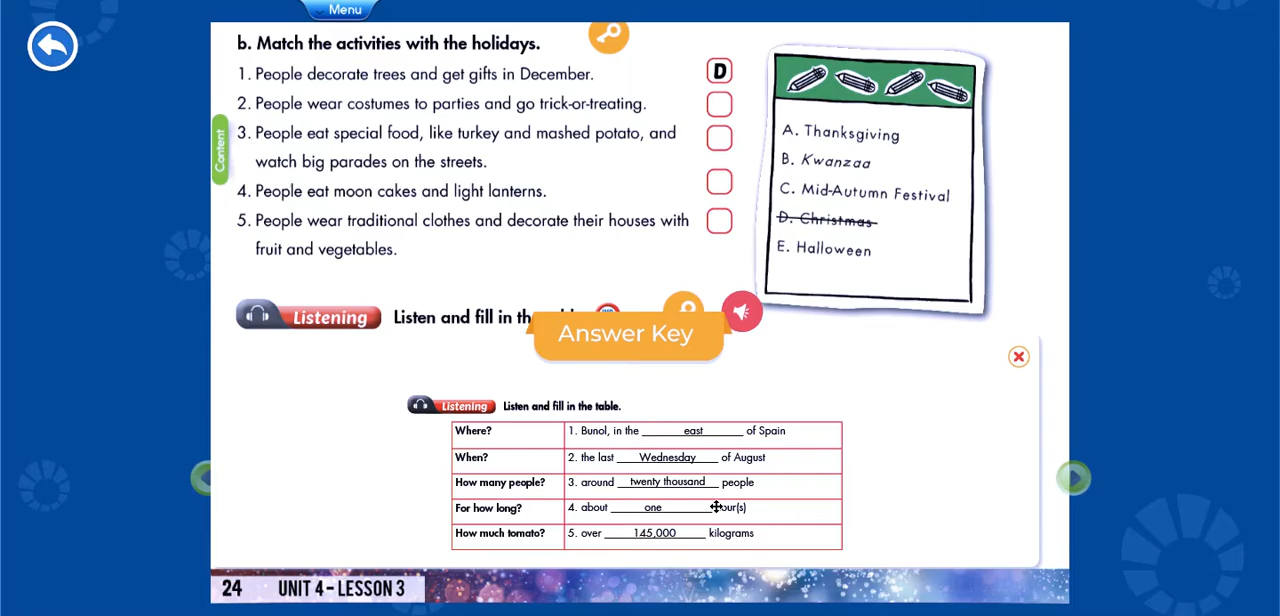 Menu
b. Match the activities with the holidays.
1. People decorate trees and get gifts in December.
D
2. People wear costumes to parties and go trick-or-treating.
3. People eat special food, like turkey and mashed potato, and
watch big parades on the streets.
4. People eat moon cakes and light lanterns.
5. People wear traditional clothes and decorate their houses with
fruit and vegetables.
A. Thanksgiving
B. Kwanzaa
C. Mid-Autumn Festival
D. Christmas
E. Halloween
Content
Listening Listen and fill in th
Answer Key
Listening Listen and fill in the table.
Where? 1. Bunol, in the east of Spain
When? 2. the last Wednesday of August
How many people? 3. around twenty thousand people
For how long? 4. about one our(s)
How much tomato? 5. over 145,000 kilograms
24 UNIT 4 – LESSON 3